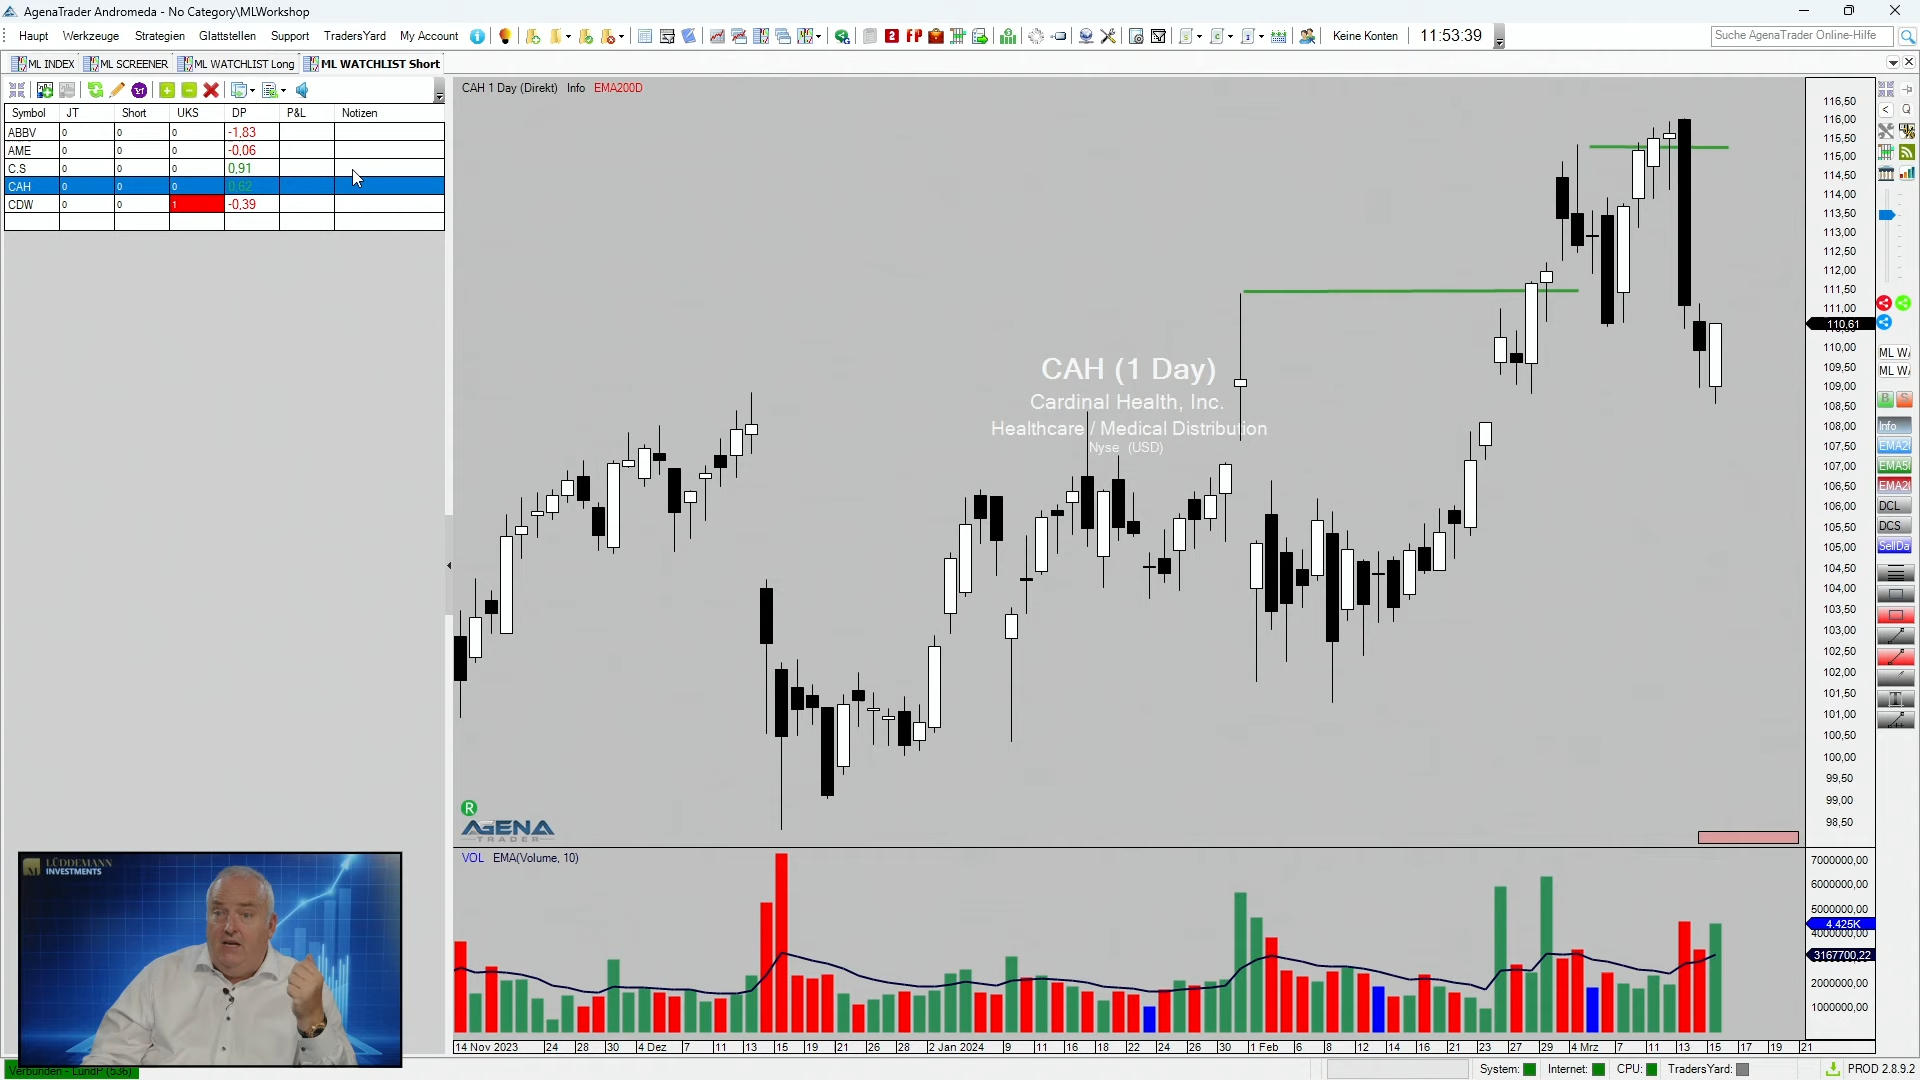 AgenaTrader Andromeda - No Category\MLWorkshop
Haupt Werkzeuge Strategien Glattstellen Support TradersYard My Account Keine Konten 11:53:39 Suche AgenaTrader Online-Hilfe
ML INDEX ML SCREENER ML WATCHLIST Long ML WATCHLIST Short
Symbol JT Short UKS DP P&L Notizen
ABBV 0 0 0 -1,83
AME 0 0 0 -0,06
C.S 0 0 0 0,91
CAH 0 0 0 0,62
CDW 0 0 1 -0,39
CAH 1 Day (Direkt) Info EMA200D
CAH (1 Day)
Cardinal Health, Inc.
Healthcare / Medical Distribution
Nyse (USD)
R
AGENA
TRADER
116,50
116,00
115,50
115,00
114,50
114,00
113,50
113,00
112,50
112,00
111,50
111,00
110,61
110,00
109,50
109,00
108,50
108,00
107,50
107,00
106,50
106,00
105,50
105,00
104,50
104,00
103,50
103,00
102,50
102,00
101,50
101,00
100,50
100,00
99,50
99,00
98,50
ML W
ML W
B S
Info
EMA2
EMA5
EMA2
DCL
DCS
SellDa
VOL EMA(Volume, 10)
7000000,00
6000000,00
5000000,00
4.425K
4000000,00
3167700,22
2000000,00
1000000,00
14 Nov 2023 24 28 30 4 Dez 7 11 13 15 19 21 26 28 2 Jan 2024 9 11 16 18 22 24 26 30 1 Feb 6 8 12 14 16 21 23 27 29 4 Mrz 7 11 13 15 17 19 21
LÜDDEMANN
INVESTMENTS
Verbunden - LundP (536)
System: Internet: CPU: TradersYard: PROD 2.8.9.2